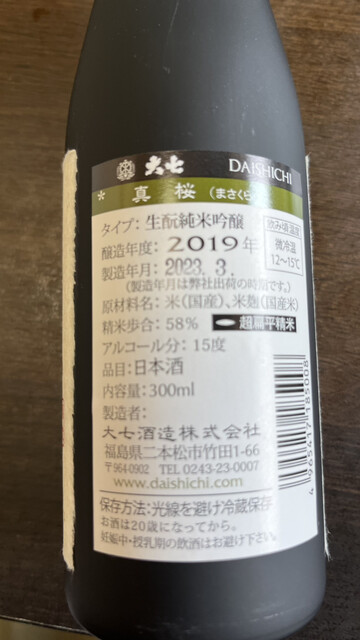 大七 DAISHICHI
* 真桜 (まさくら
タイプ: 生酛純米吟醸
醸造年度: 2019年
製造年月: 2023. 3.
(製造年月は弊社出荷の時期です。)
飲み頃温度
微冷温
12~15℃
原材料名: 米(国産)、米麹(国産米)
精米歩合: 58% 超扁平精米
アルコール分: 15度
品目: 日本酒
内容量: 300ml
製造者:
大七酒造株式会社
福島県二本松市竹田1-66
〒964 0902 TEL 0243-23-0007
www.daishichi.com
保存方法: 光線を避け冷蔵保存
お酒は20歳になってから。
妊娠中・授乳期の飲酒はお避け下さい。
4 965417 185008